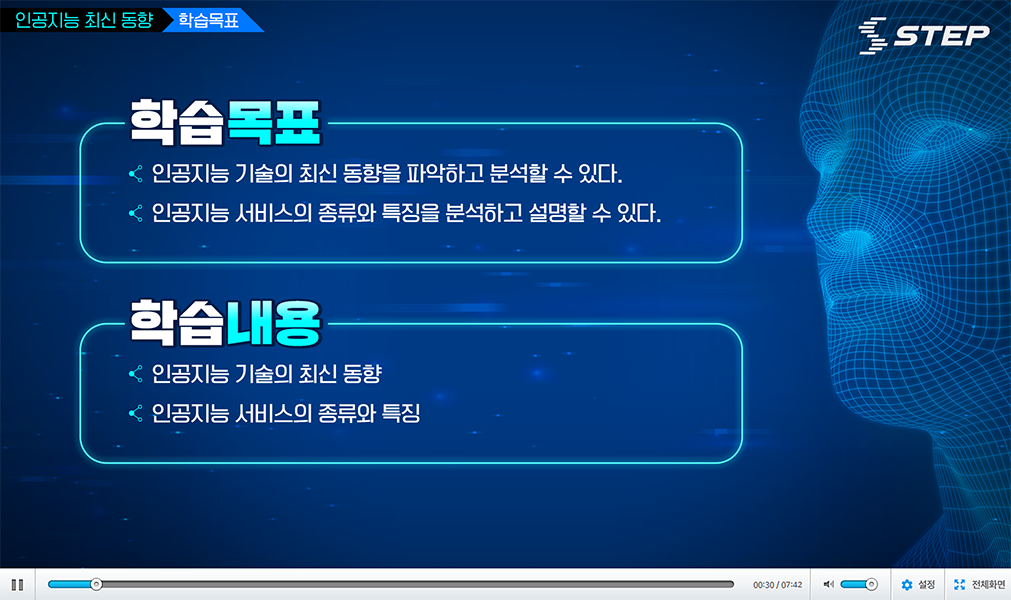 인공지능 최신 동향 학습목표
STEP
학습목표
인공지능 기술의 최신 동향을 파악하고 분석할 수 있다.
인공지능 서비스의 종류와 특징을 분석하고 설명할 수 있다.
학습내용
인공지능 기술의 최신 동향
인공지능 서비스의 종류와 특징
00:30 / 07:42 설정 전체화면